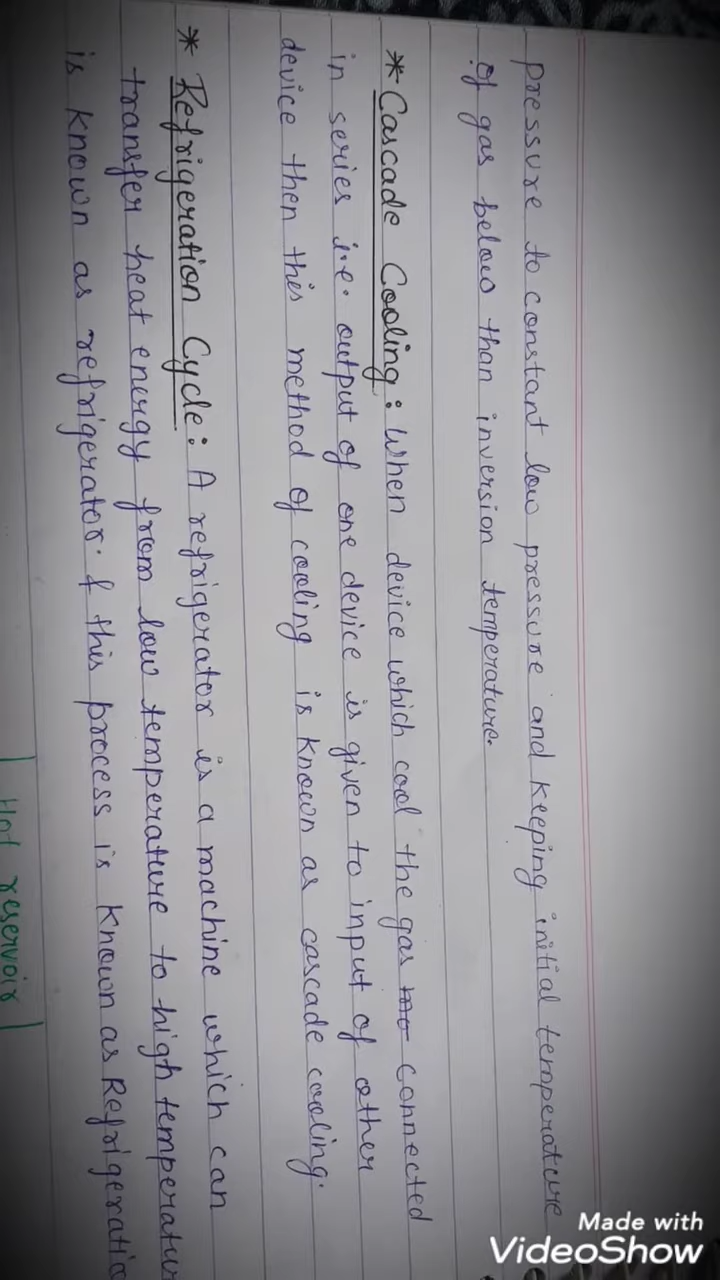 pressure to constant low pressure and keeping initial temperature
of gas below than inversion temperature.
* Cascade Cooling: When device which cool the gas connected
in series i.e. output of one device is given to input of other
device then this method of cooling is known as cascade cooling.
* Refrigeration Cycle: A refrigerator is a machine which can
transfer heat energy from low temperature to high temperatur
is known as refrigerator. & this process is known as Refrigeratio
Hot reservoir
Made with
VideoShow